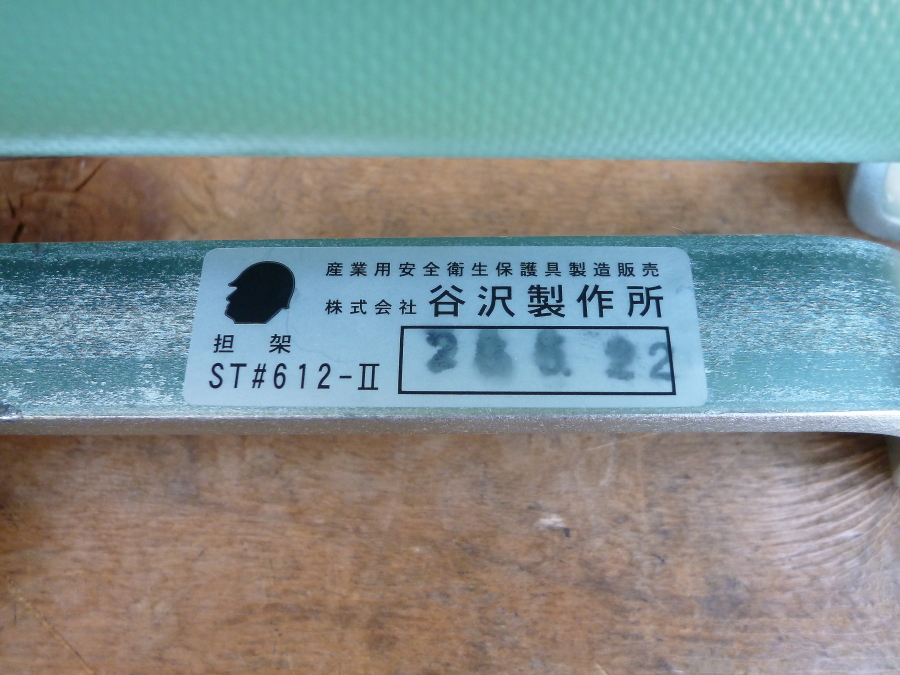 産業用安全衛生保護具製造販売
株式会社 谷沢製作所
担架
ST#612-Ⅱ